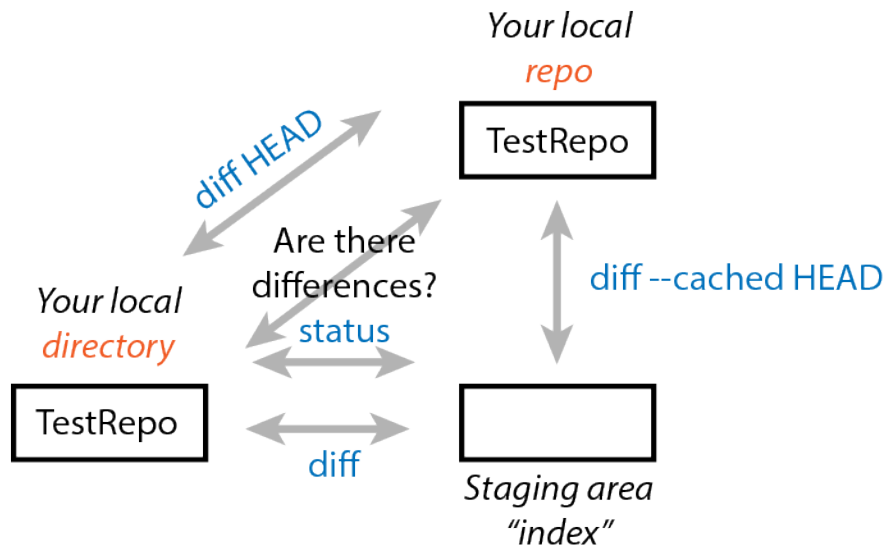 Your local
repo
TestRepo
diff HEAD
Are there
differences?
status
diff --cached HEAD
Your local
directory
TestRepo
diff
Staging area
“index”